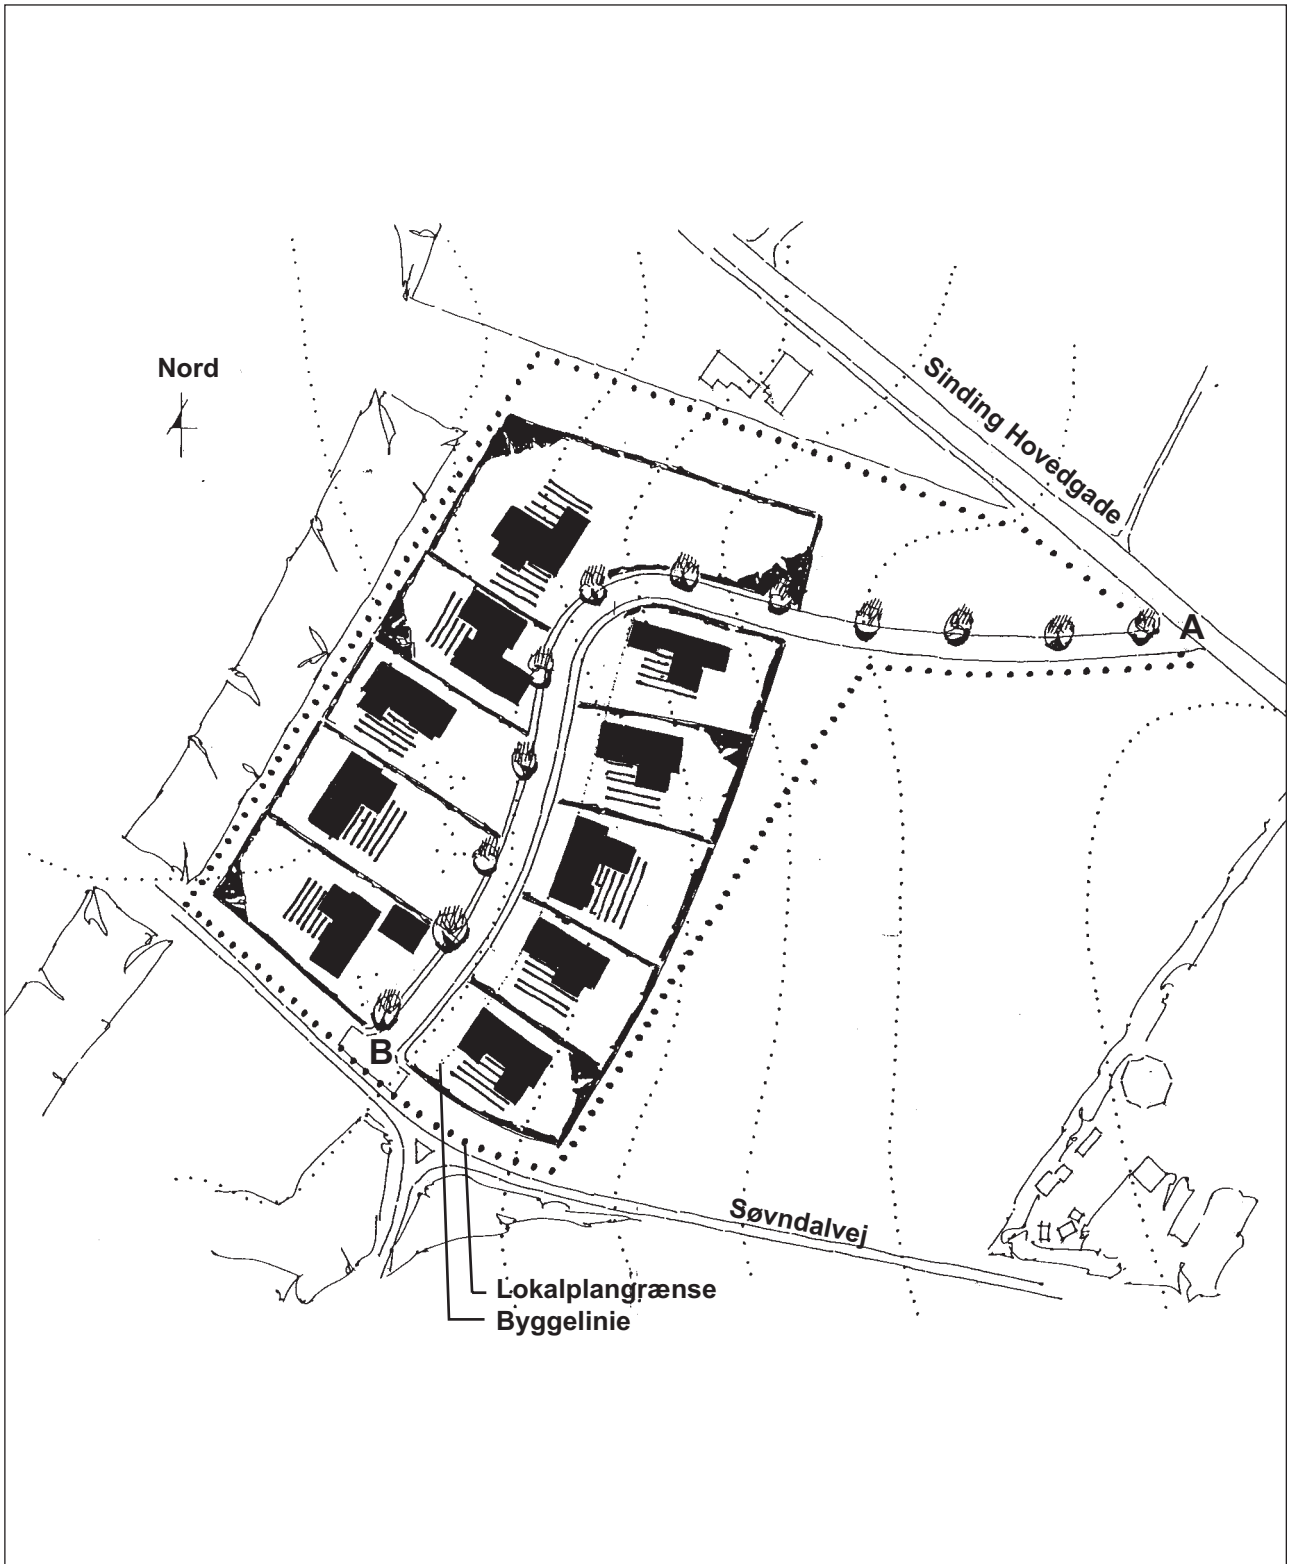 Nord
Sinding Hovedgade
A
B
Søvndalvej
Lokalplangrænse
Byggelinie